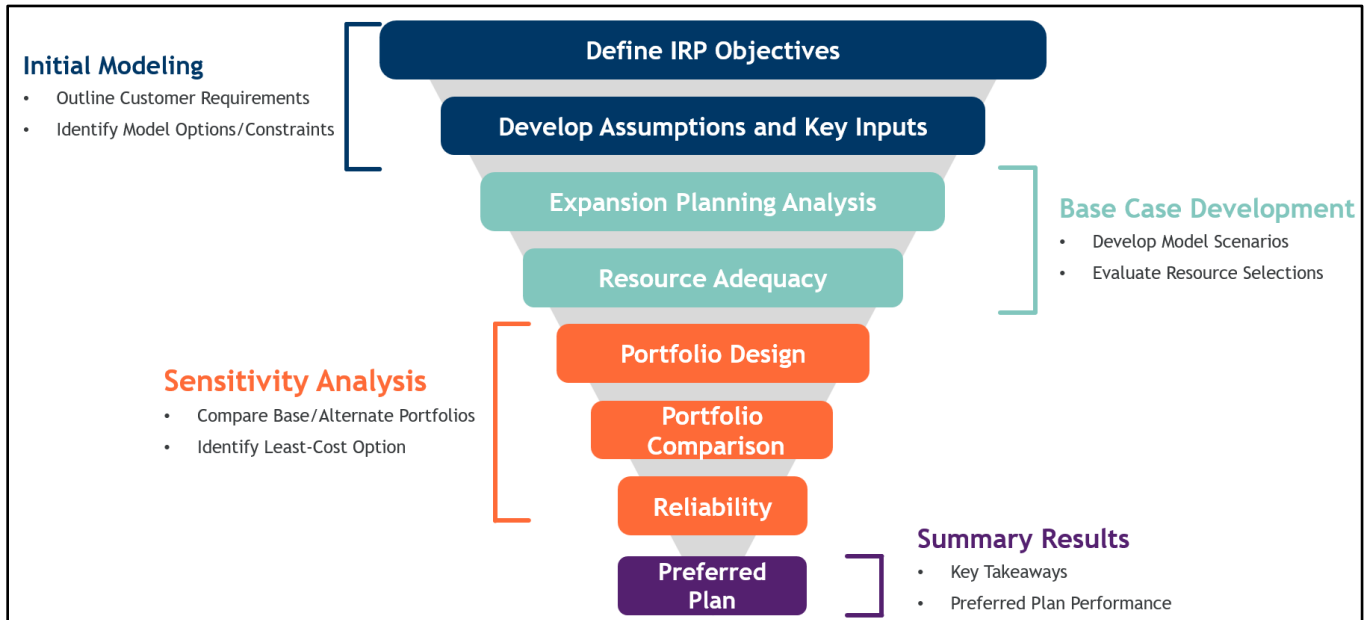 Define IRP Objectives
Initial Modeling
• Outline Customer Requirements
• Identify Model Options/Constraints
Develop Assumptions and Key Inputs
Expansion Planning Analysis
Base Case Development
• Develop Model Scenarios
• Evaluate Resource Selections
Resource Adequacy
Portfolio Design
Sensitivity Analysis
• Compare Base/Alternate Portfolios
• Identify Least-Cost Option
Portfolio
Comparison
Reliability
Preferred
Plan
Summary Results
• Key Takeaways
• Preferred Plan Performance